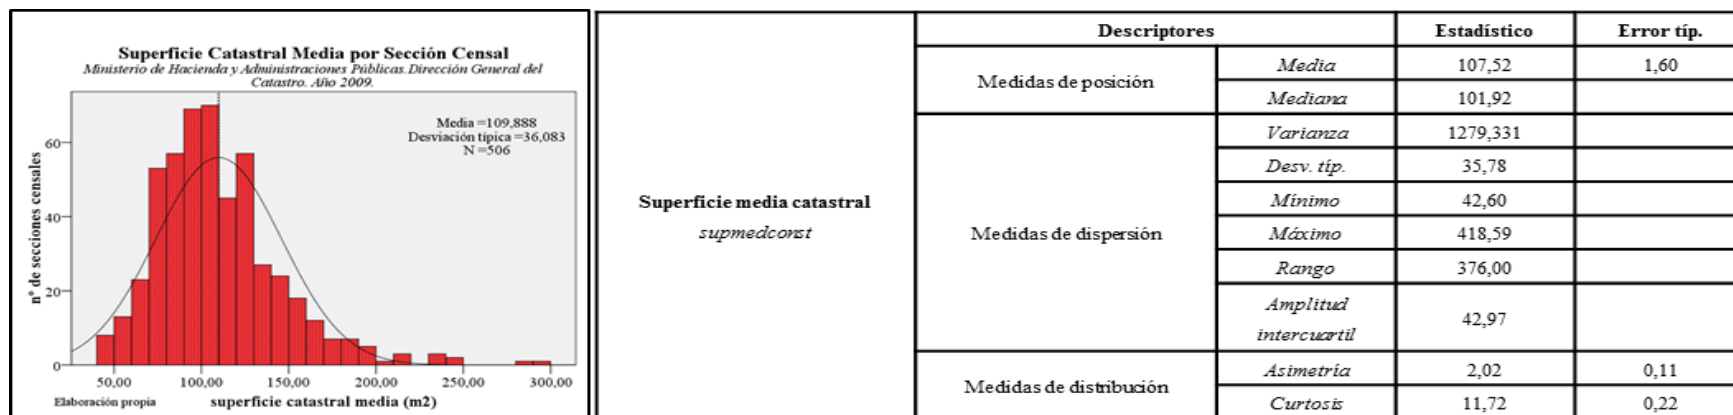 Superficie Catastral Media por Sección Censal
Ministerio de Hacienda y Administraciones Públicas. Dirección General del
Catastro. Año 2009.
Media =109,888
Desviación típica =36,083
N =506
nº de secciones censales
60
40
20
0
50,00 100,00 150,00 200,00 250,00 300,00
Elaboración propia
superficie catastral media (m2)
Descriptores Estadístico Error típ.
Superficie media catastral
supmedconst
Medidas de posición
Media 107,52 1,60
Mediana 101,92
Medidas de dispersión
Varianza 1279,331
Desv. típ. 35,78
Mínimo 42,60
Máximo 418,59
Rango 376,00
Amplitud
intercuartil 42,97
Medidas de distribución
Asimetría 2,02 0,11
Curtosis 11,72 0,22